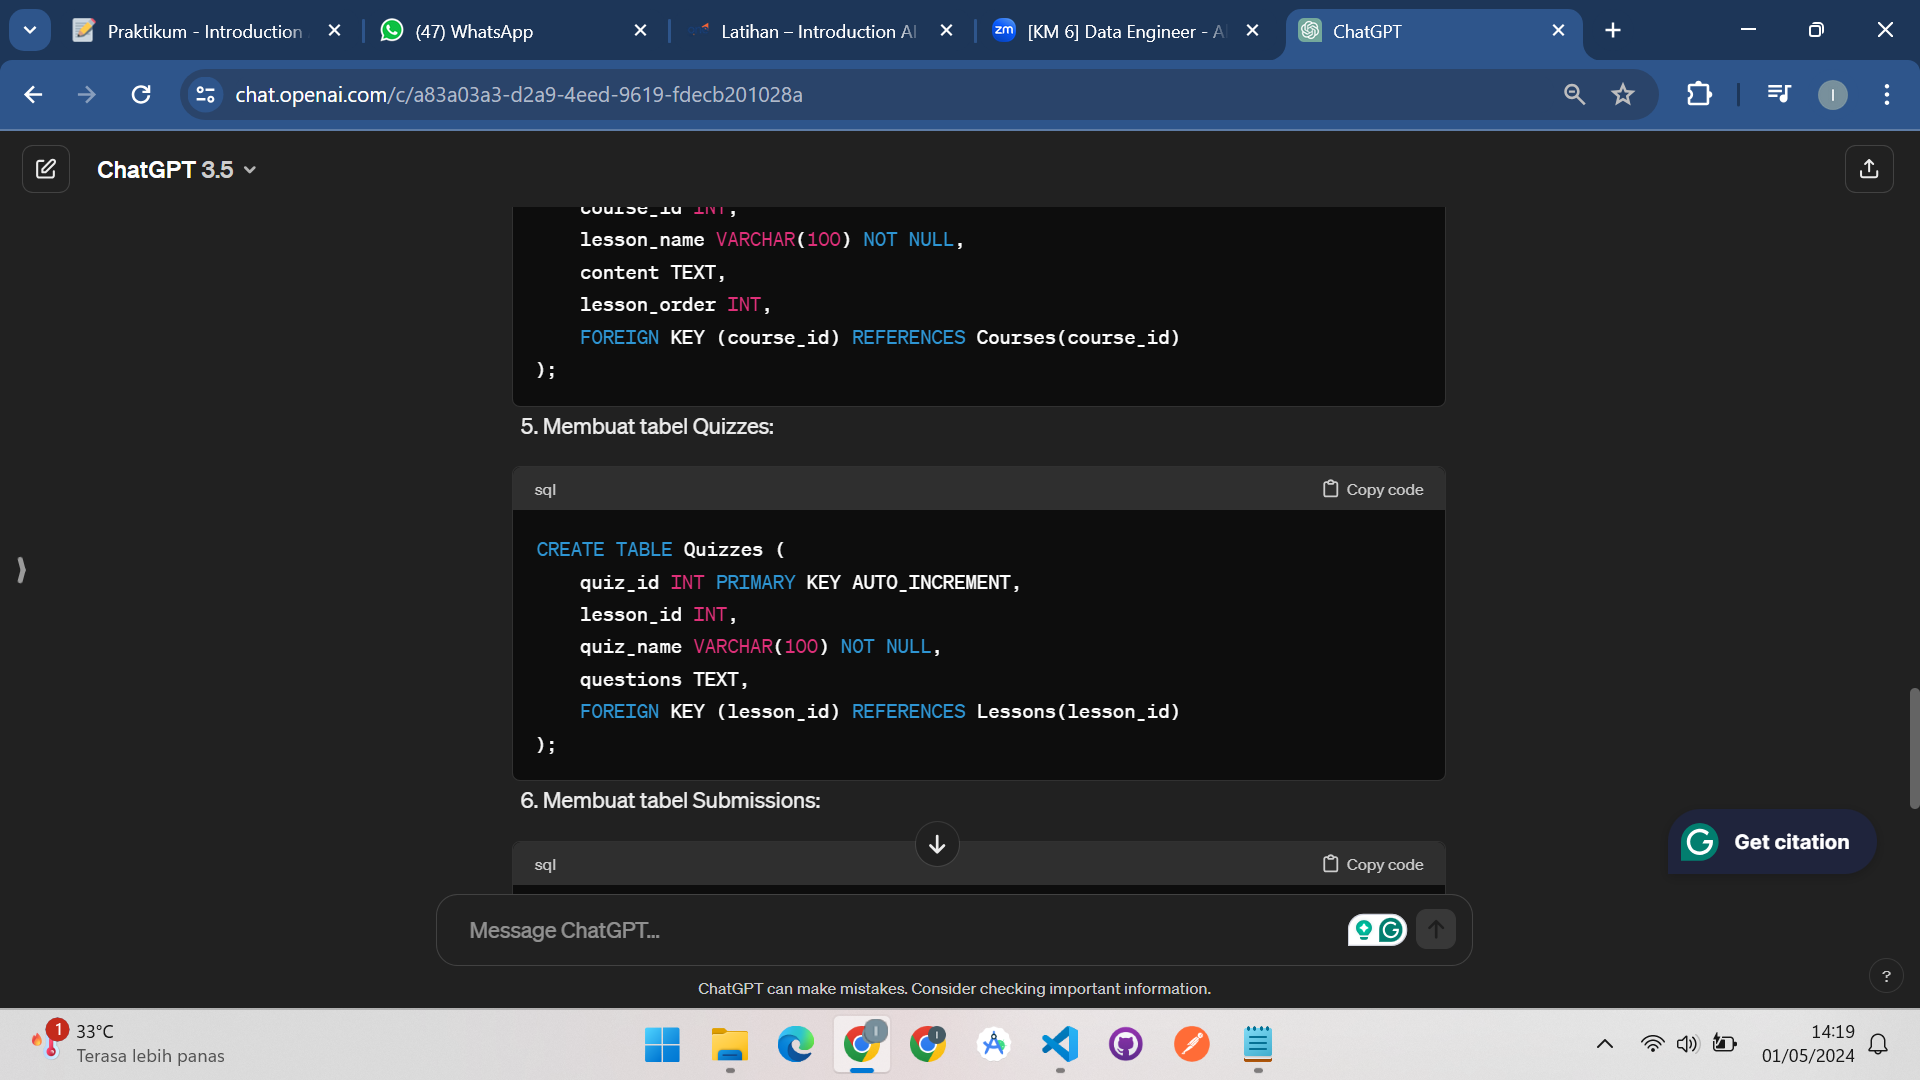 Praktikum - Introduction
(47) WhatsApp
Latihan – Introduction AI
zm
[KM 6] Data Engineer - A
ChatGPT
chat.openai.com/c/a83a03a3-d2a9-4eed-9619-fdecb201028a
I
ChatGPT 3.5
course_id INT,
lesson_name VARCHAR(100) NOT NULL,
content TEXT,
lesson_order INT,
FOREIGN KEY (course_id) REFERENCES Courses(course_id)
);
5. Membuat tabel Quizzes:
sql
Copy code
CREATE TABLE Quizzes (
quiz_id INT PRIMARY KEY AUTO_INCREMENT,
lesson_id INT,
quiz_name VARCHAR(100) NOT NULL,
questions TEXT,
FOREIGN KEY (lesson_id) REFERENCES Lessons(lesson_id)
);
6. Membuat tabel Submissions:
sql
Copy code
Get citation
Message ChatGPT...
ChatGPT can make mistakes. Consider checking important information.
?
1
33°C
Terasa lebih panas
14:19
01/05/2024